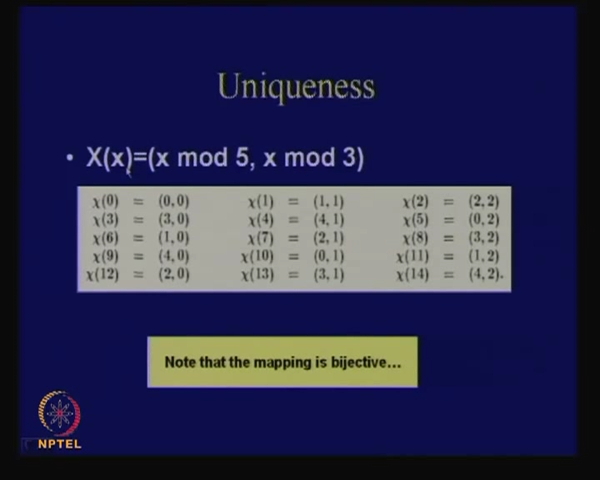 Uniqueness
• X(x)=(x mod 5, x mod 3)
χ(0) = (0, 0) χ(1) = (1, 1) χ(2) = (2, 2)
χ(3) = (3, 0) χ(4) = (4, 1) χ(5) = (0, 2)
χ(6) = (1, 0) χ(7) = (2, 1) χ(8) = (3, 2)
χ(9) = (4, 0) χ(10) = (0, 1) χ(11) = (1, 2)
χ(12) = (2, 0) χ(13) = (3, 1) χ(14) = (4, 2).
Note that the mapping is bijective...
NPTEL